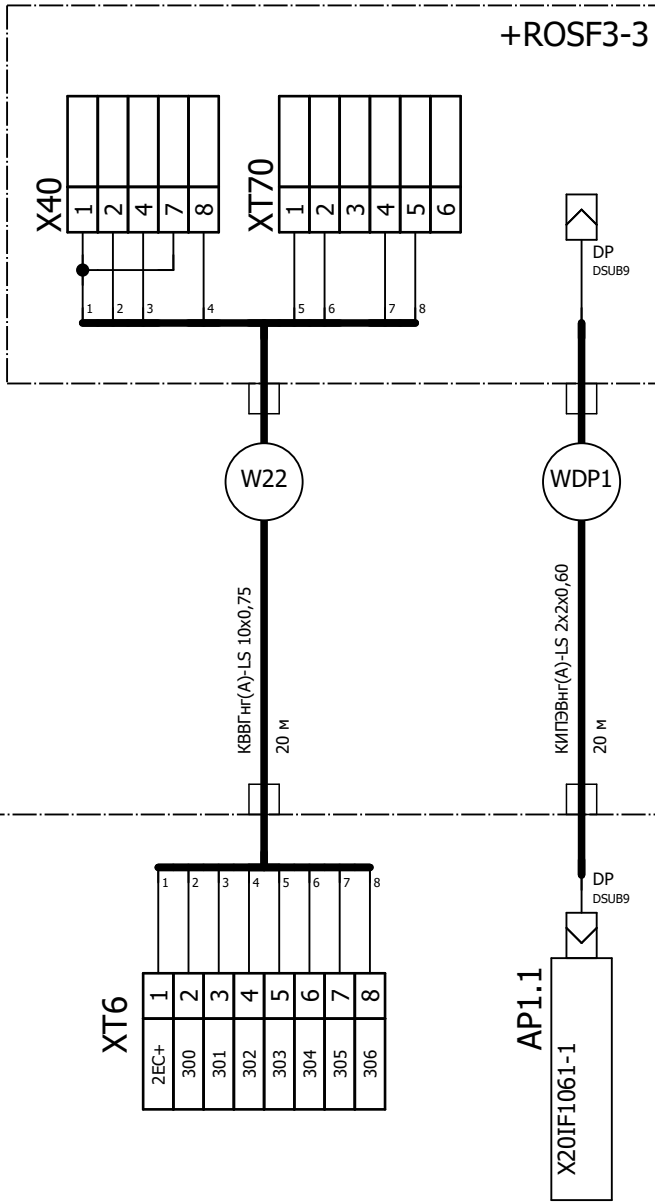 +ROSF3-3
X40
1 2 4 7 8
XT70
1 2 3 4 5 6
DP
DSUB9
1 2 3 4 5 6 7 8
W22
WDP1
КВВГнг(А)-LS 10x0,75
20 м
КИПЭВнг(А)-LS 2x2x0,60
20 м
1 2 3 4 5 6 7 8
DP
DSUB9
XT6
1 2 3 4 5 6 7 8
2EC+ 300 301 302 303 304 305 306
AP1.1
X20IF1061-1